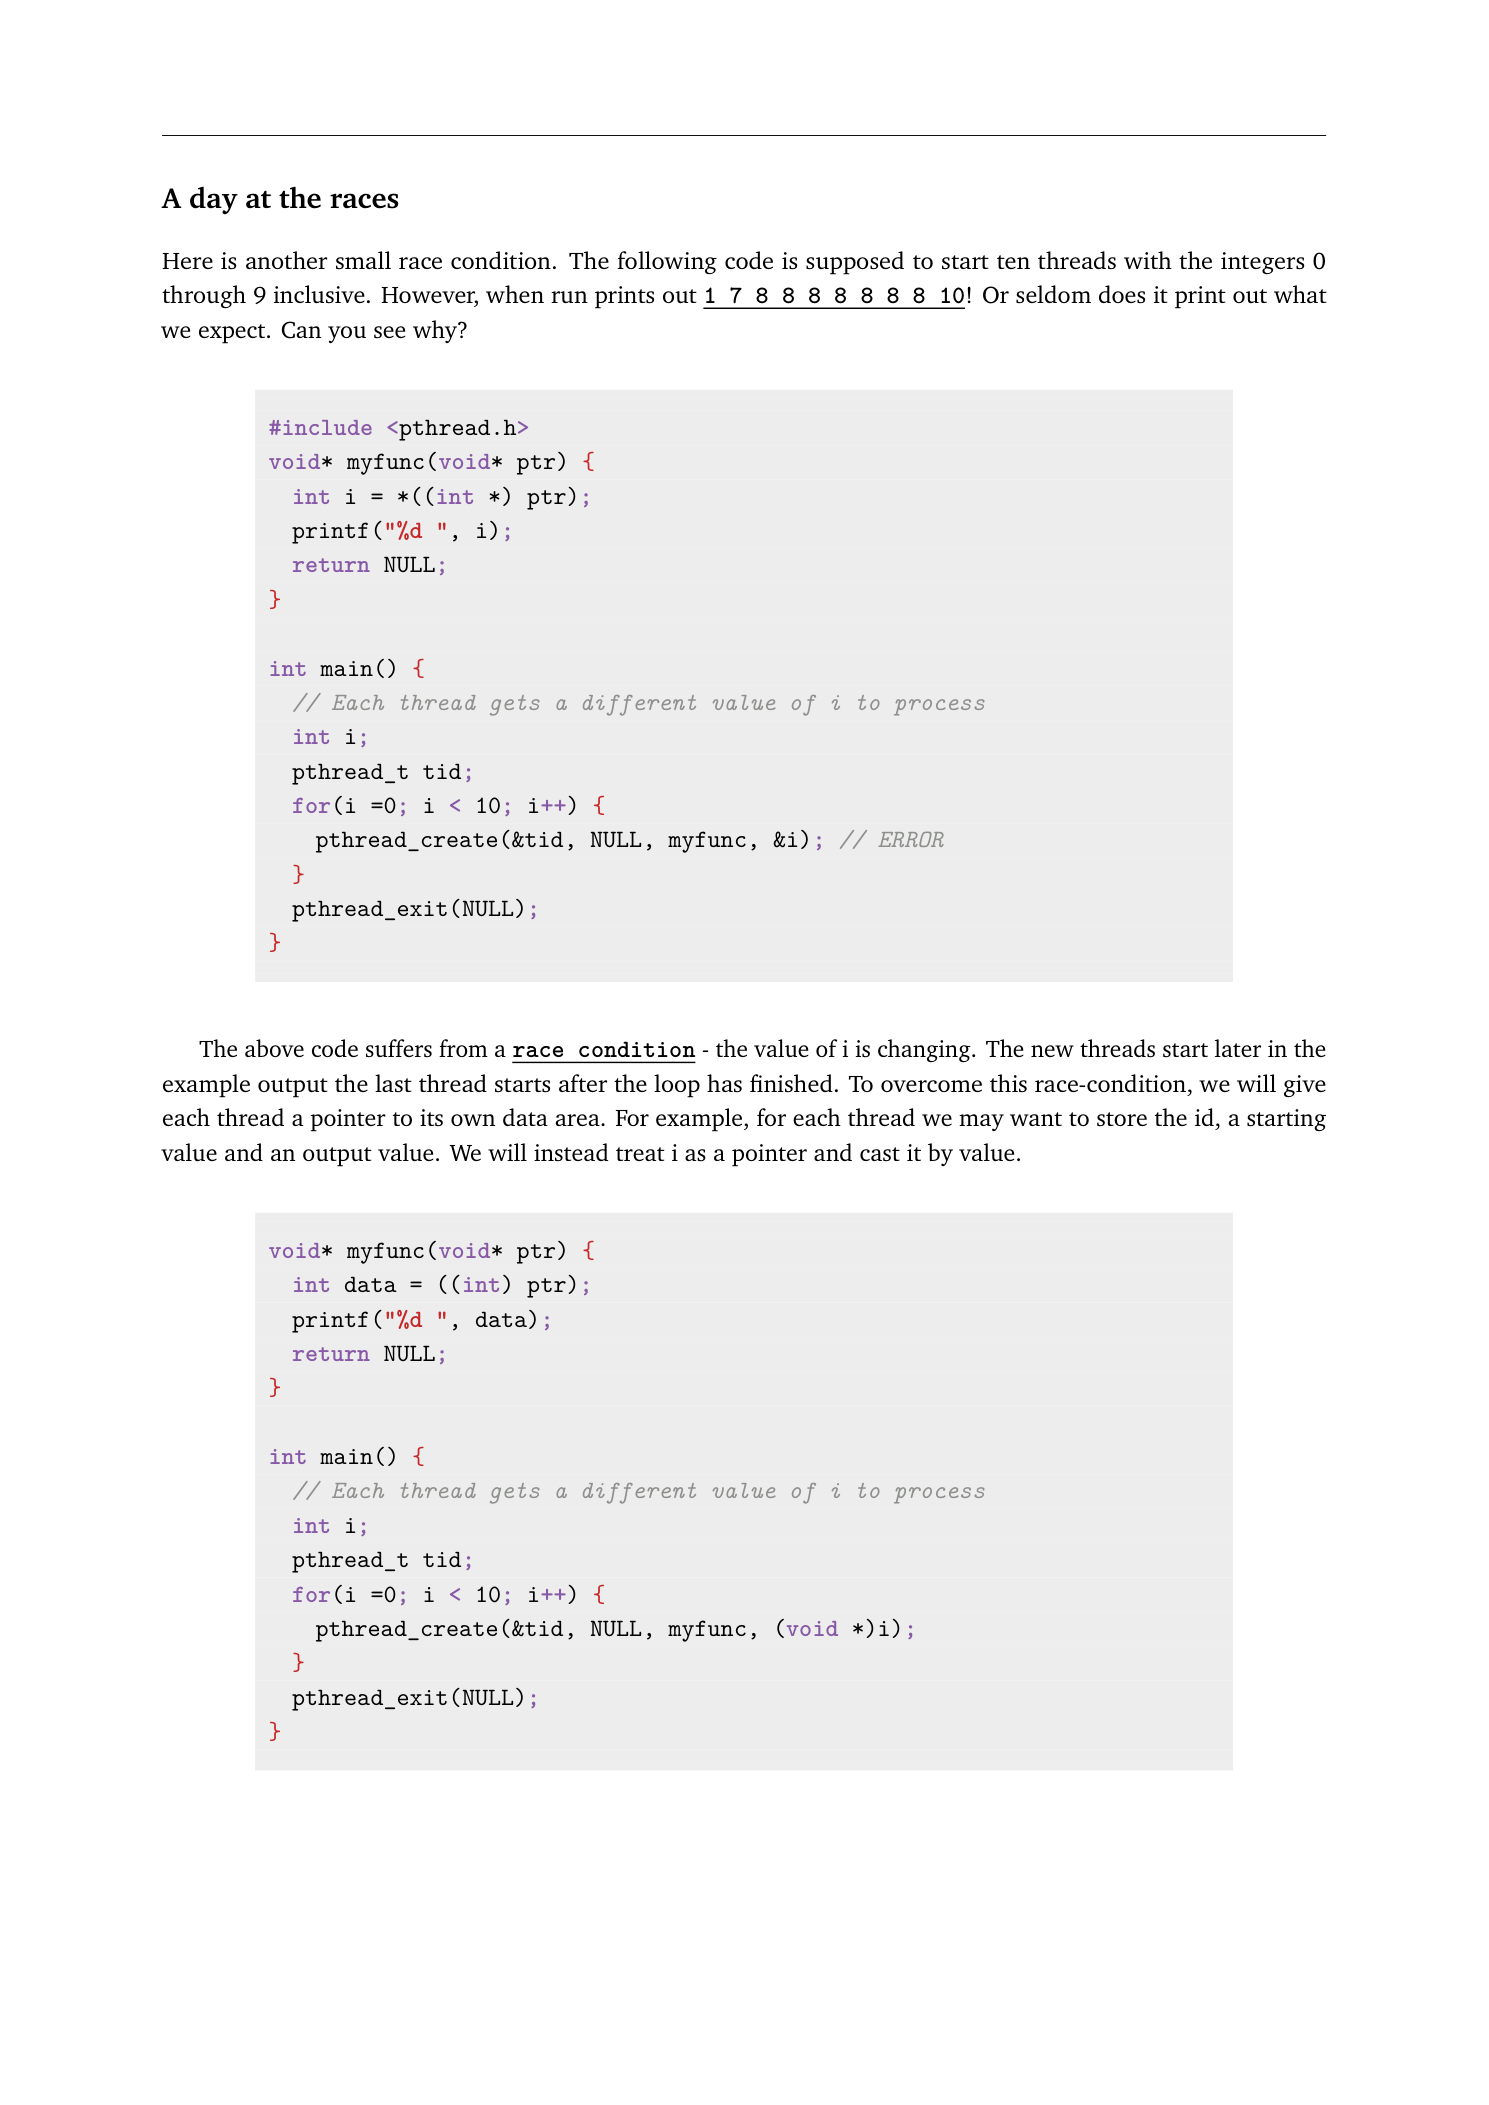 A day at the races
Here is another small race condition. The following code is supposed to start ten threads with the integers 0
through 9 inclusive. However, when run prints out 1 7 8 8 8 8 8 8 8 10! Or seldom does it print out what
we expect. Can you see why?
#include <pthread.h>
void* myfunc(void* ptr) {
  int i = *((int *) ptr);
  printf("%d ", i);
  return NULL;
}
int main() {
  // Each thread gets a different value of i to process
  int i;
  pthread_t tid;
  for(i =0; i < 10; i++) {
    pthread_create(&tid, NULL, myfunc, &i); // ERROR
  }
  pthread_exit(NULL);
}
The above code suffers from a race condition - the value of i is changing. The new threads start later in the
example output the last thread starts after the loop has finished. To overcome this race-condition, we will give
each thread a pointer to its own data area. For example, for each thread we may want to store the id, a starting
value and an output value. We will instead treat i as a pointer and cast it by value.
void* myfunc(void* ptr) {
  int data = ((int) ptr);
  printf("%d ", data);
  return NULL;
}
int main() {
  // Each thread gets a different value of i to process
  int i;
  pthread_t tid;
  for(i =0; i < 10; i++) {
    pthread_create(&tid, NULL, myfunc, (void *)i);
  }
  pthread_exit(NULL);
}